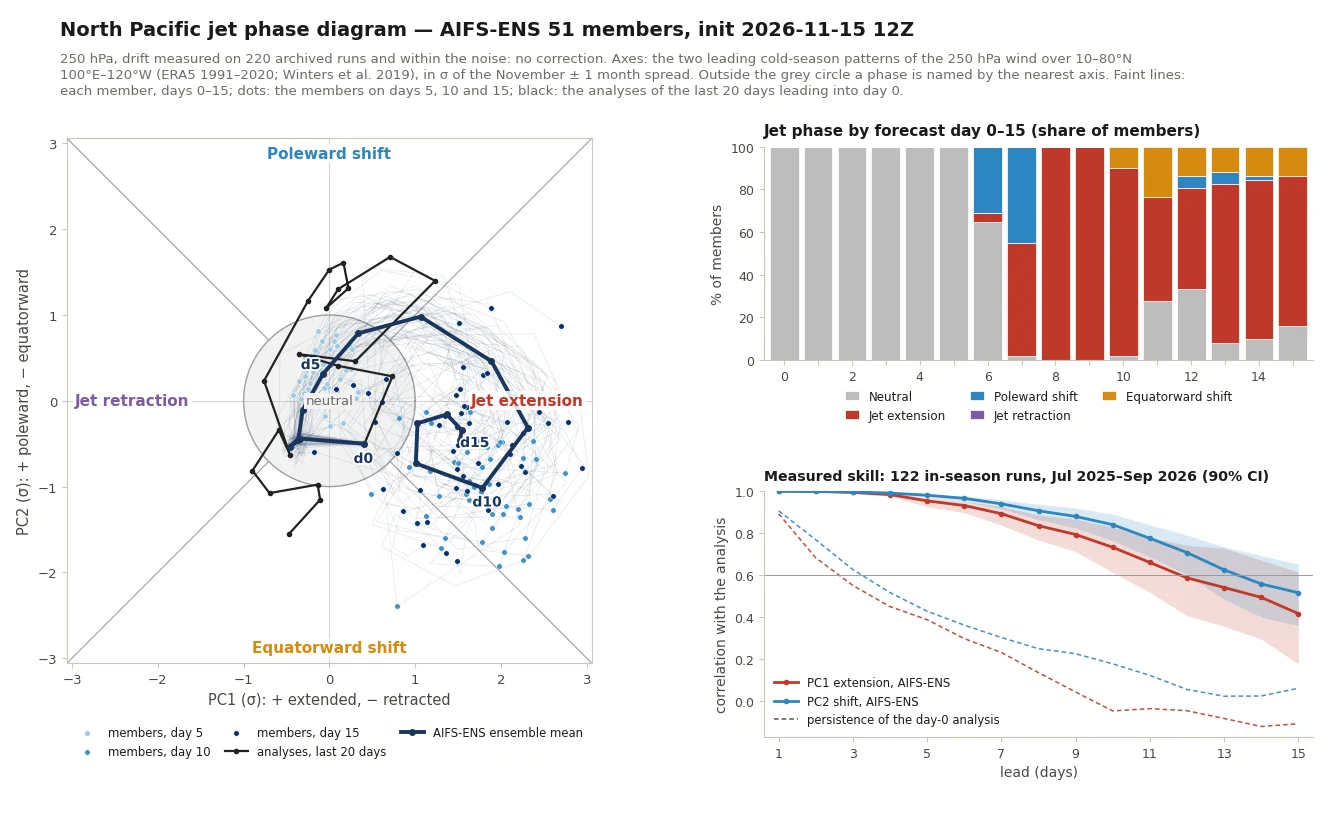 North Pacific jet phase diagram — AIFS-ENS 51 members, init 2026-11-15 12Z
250 hPa, drift measured on 220 archived runs and within the noise: no correction. Axes: the two leading cold-season patterns of the 250 hPa wind over 10–80°N
100°E–120°W (ERA5 1991–2020; Winters et al. 2019), in σ of the November ± 1 month spread. Outside the grey circle a phase is named by the nearest axis. Faint lines:
each member, days 0–15; dots: the members on days 5, 10 and 15; black: the analyses of the last 20 days leading into day 0.
3
2
1
0
−1
−2
−3
PC2 (σ): + poleward, − equatorward
Poleward shift
d5
Jet retraction
neutral
Jet extension
d15
d0
d10
Equatorward shift
−3 −2 −1 0 1 2 3
PC1 (σ): + extended, − retracted
members, day 5
members, day 10
members, day 15
analyses, last 20 days
AIFS-ENS ensemble mean
Jet phase by forecast day 0–15 (share of members)
100
80
60
40
20
0
% of members
0 2 4 6 8 10 12 14
Neutral
Jet extension
Poleward shift
Jet retraction
Equatorward shift
Measured skill: 122 in-season runs, Jul 2025–Sep 2026 (90% CI)
1.0
0.8
0.6
0.4
0.2
0.0
correlation with the analysis
PC1 extension, AIFS-ENS
PC2 shift, AIFS-ENS
persistence of the day-0 analysis
1 3 5 7 9 11 13 15
lead (days)